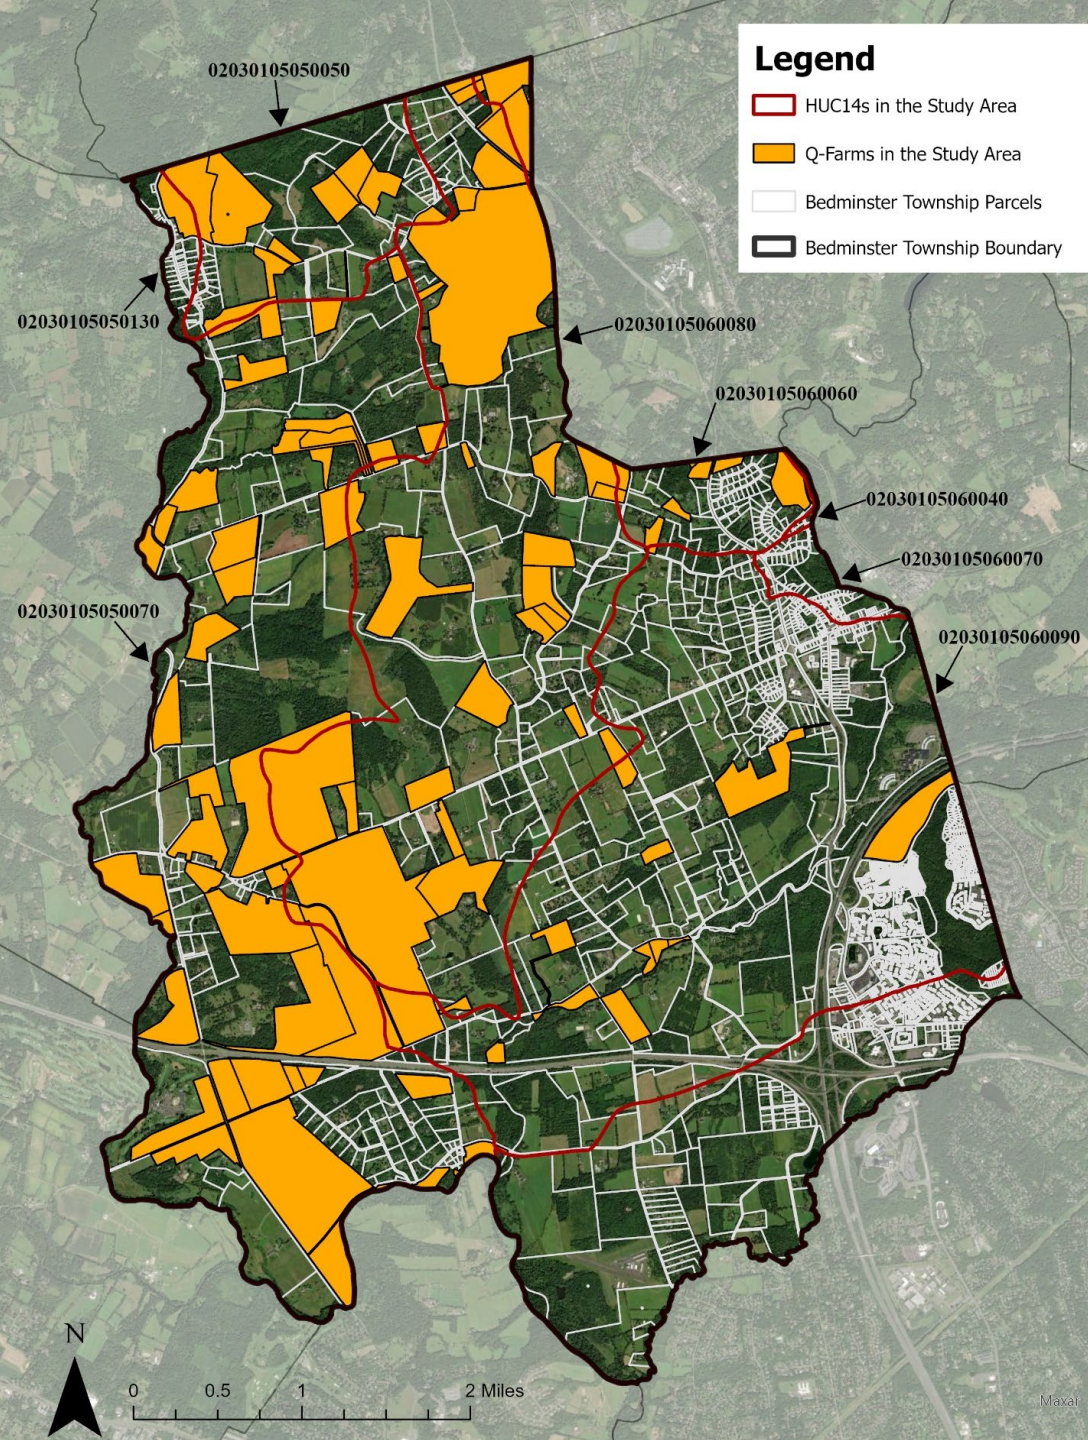 Legend
HUC14s in the Study Area
Q-Farms in the Study Area
Bedminster Township Parcels
Bedminster Township Boundary
02030105050050
02030105050130
02030105060080
02030105060060
02030105060040
02030105060070
02030105050070
02030105060090
N
0 0.5 1 2 Miles
Maxar